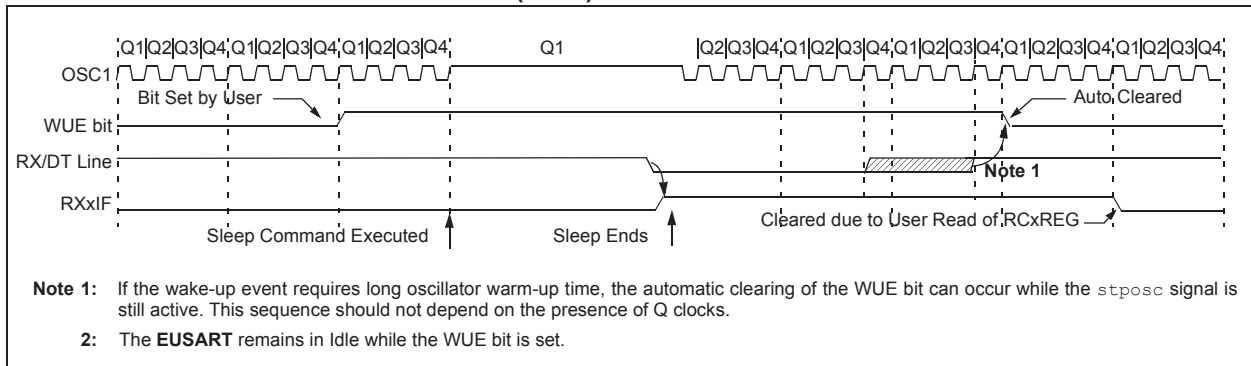 Q1 Q2 Q3 Q4 Q1 Q2 Q3 Q4 Q1 Q2 Q3 Q4 Q1 Q2 Q3 Q4 Q1 Q2 Q3 Q4 Q1 Q2 Q3 Q4 Q1 Q2 Q3 Q4 Q1 Q2 Q3 Q4
OSC1
Bit Set by User
Auto Cleared
WUE bit
RX/DT Line
Note 1
RXxIF
Cleared due to User Read of RCxREG
Sleep Command Executed
Sleep Ends
Note 1: If the wake-up event requires long oscillator warm-up time, the automatic clearing of the WUE bit can occur while the stposc signal is
still active. This sequence should not depend on the presence of Q clocks.
2: The EUSART remains in Idle while the WUE bit is set.